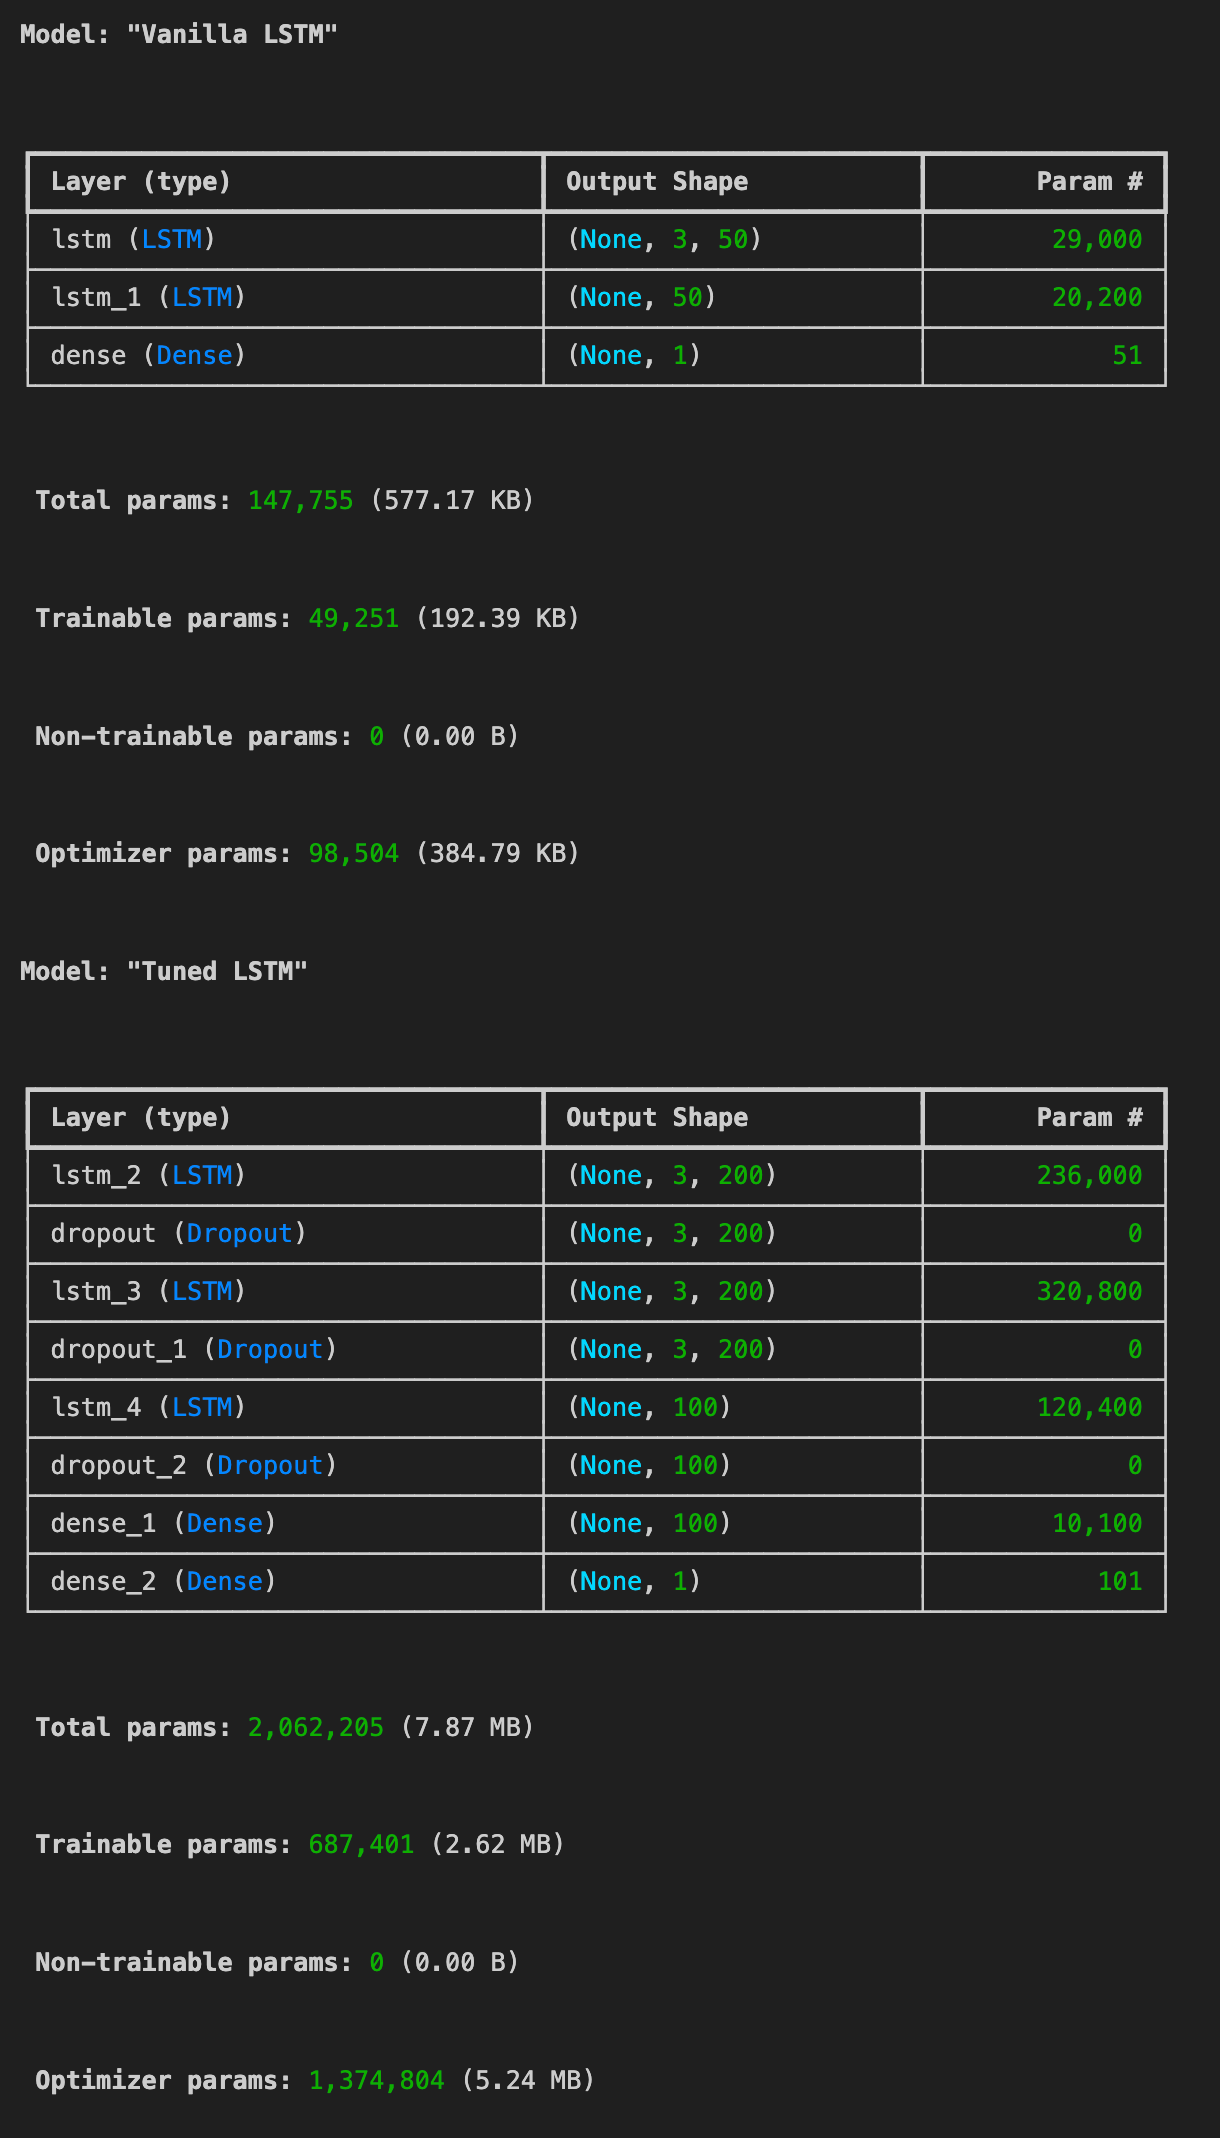 Model: "Vanilla LSTM"
Layer (type) Output Shape Param #
lstm (LSTM) (None, 3, 50) 29,000
lstm_1 (LSTM) (None, 50) 20,200
dense (Dense) (None, 1) 51
Total params: 147,755 (577.17 KB)
Trainable params: 49,251 (192.39 KB)
Non-trainable params: 0 (0.00 B)
Optimizer params: 98,504 (384.79 KB)
Model: "Tuned LSTM"
Layer (type) Output Shape Param #
lstm_2 (LSTM) (None, 3, 200) 236,000
dropout (Dropout) (None, 3, 200) 0
lstm_3 (LSTM) (None, 3, 200) 320,800
dropout_1 (Dropout) (None, 3, 200) 0
lstm_4 (LSTM) (None, 100) 120,400
dropout_2 (Dropout) (None, 100) 0
dense_1 (Dense) (None, 100) 10,100
dense_2 (Dense) (None, 1) 101
Total params: 2,062,205 (7.87 MB)
Trainable params: 687,401 (2.62 MB)
Non-trainable params: 0 (0.00 B)
Optimizer params: 1,374,804 (5.24 MB)